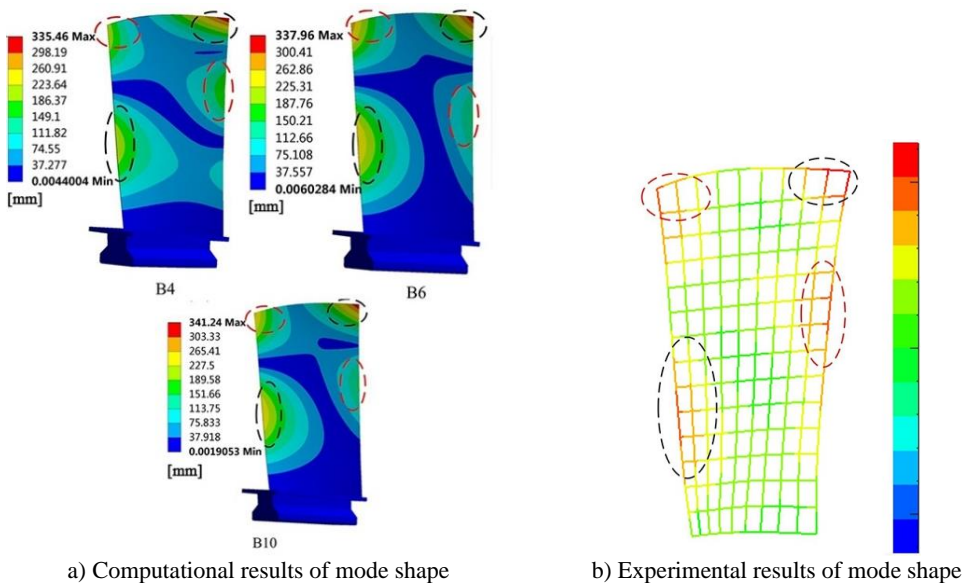 335.46 Max
298.19
260.91
223.64
186.37
149.1
111.82
74.55
37.277
0.0044004 Min
[mm]
B4
337.96 Max
300.41
262.86
225.31
187.76
150.21
112.66
75.108
37.557
0.0060284 Min
[mm]
B6
341.24 Max
303.33
265.41
227.5
189.58
151.66
113.75
75.833
37.918
0.0019053 Min
[mm]
B10
a) Computational results of mode shape
b) Experimental results of mode shape